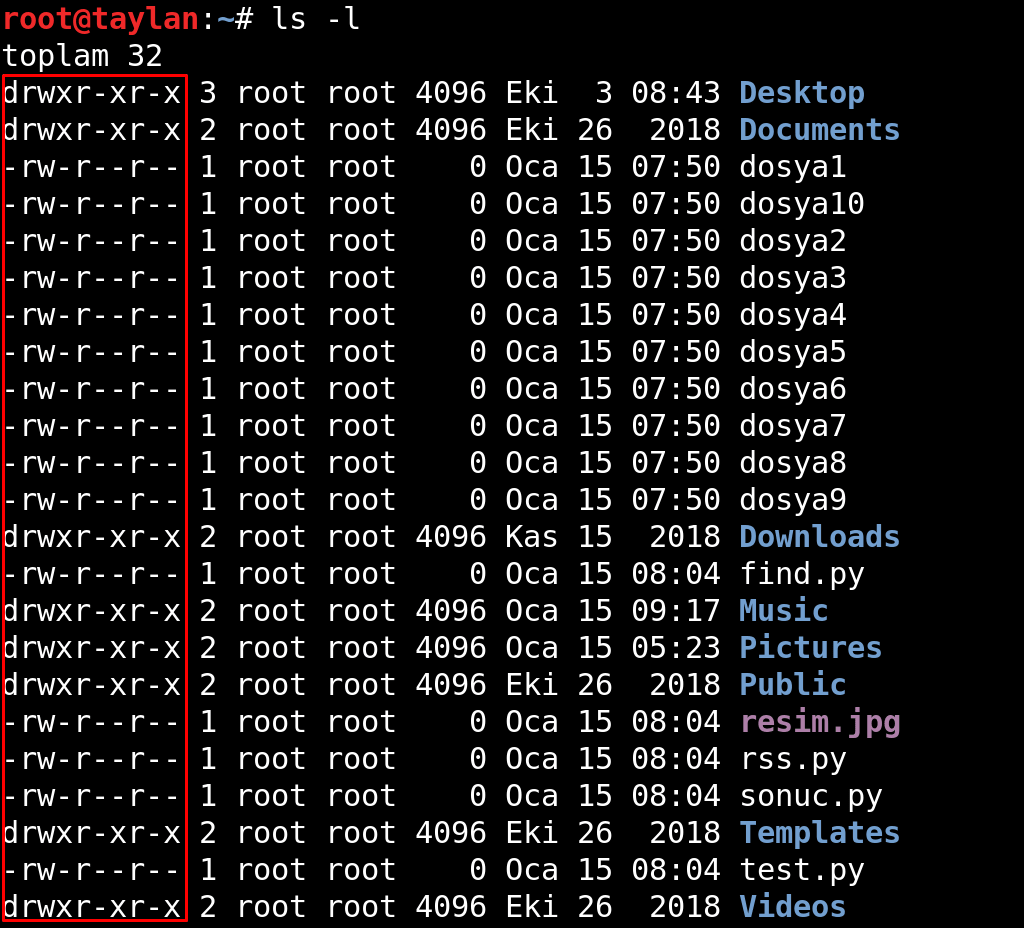 root@taylan:~# ls -l
toplam 32
drwxr-xr-x 3 root root 4096 Eki  3 08:43 Desktop
drwxr-xr-x 2 root root 4096 Eki 26  2018 Documents
-rw-r--r-- 1 root root    0 Oca 15 07:50 dosya1
-rw-r--r-- 1 root root    0 Oca 15 07:50 dosya10
-rw-r--r-- 1 root root    0 Oca 15 07:50 dosya2
-rw-r--r-- 1 root root    0 Oca 15 07:50 dosya3
-rw-r--r-- 1 root root    0 Oca 15 07:50 dosya4
-rw-r--r-- 1 root root    0 Oca 15 07:50 dosya5
-rw-r--r-- 1 root root    0 Oca 15 07:50 dosya6
-rw-r--r-- 1 root root    0 Oca 15 07:50 dosya7
-rw-r--r-- 1 root root    0 Oca 15 07:50 dosya8
-rw-r--r-- 1 root root    0 Oca 15 07:50 dosya9
drwxr-xr-x 2 root root 4096 Kas 15  2018 Downloads
-rw-r--r-- 1 root root    0 Oca 15 08:04 find.py
drwxr-xr-x 2 root root 4096 Oca 15 09:17 Music
drwxr-xr-x 2 root root 4096 Oca 15 05:23 Pictures
drwxr-xr-x 2 root root 4096 Eki 26  2018 Public
-rw-r--r-- 1 root root    0 Oca 15 08:04 resim.jpg
-rw-r--r-- 1 root root    0 Oca 15 08:04 rss.py
-rw-r--r-- 1 root root    0 Oca 15 08:04 sonuc.py
drwxr-xr-x 2 root root 4096 Eki 26  2018 Templates
-rw-r--r-- 1 root root    0 Oca 15 08:04 test.py
drwxr-xr-x 2 root root 4096 Eki 26  2018 Videos